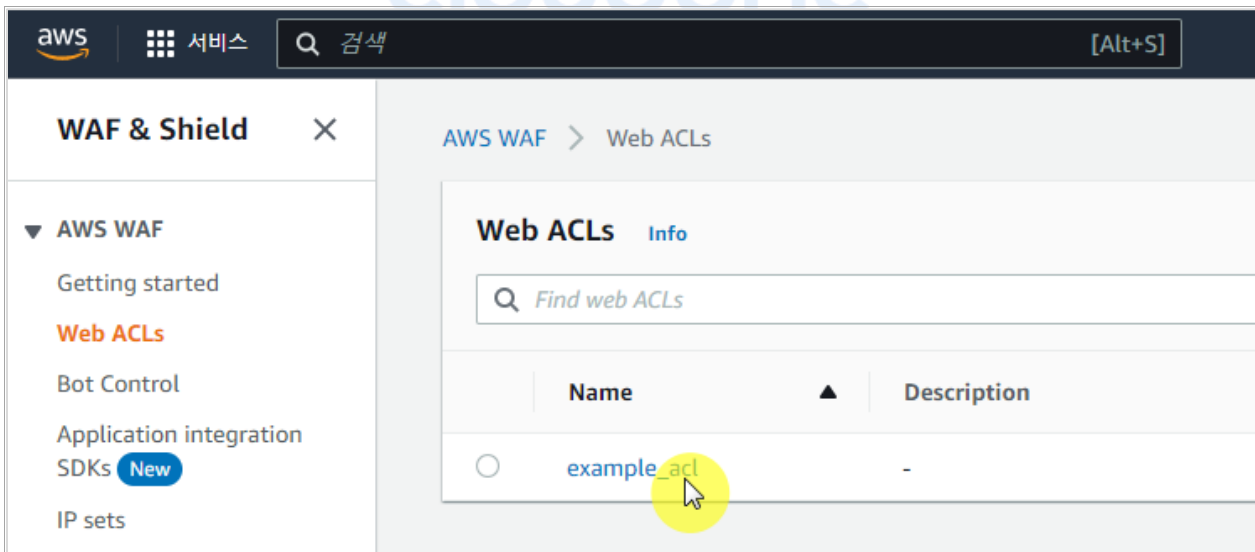 aws 서비스 검색 [Alt+S]
WAF & Shield
AWS WAF > Web ACLs
AWS WAF
Getting started
Web ACLs
Bot Control
Application integration
SDKs New
IP sets
Web ACLs Info
Find web ACLs
Name Description
example_acl -